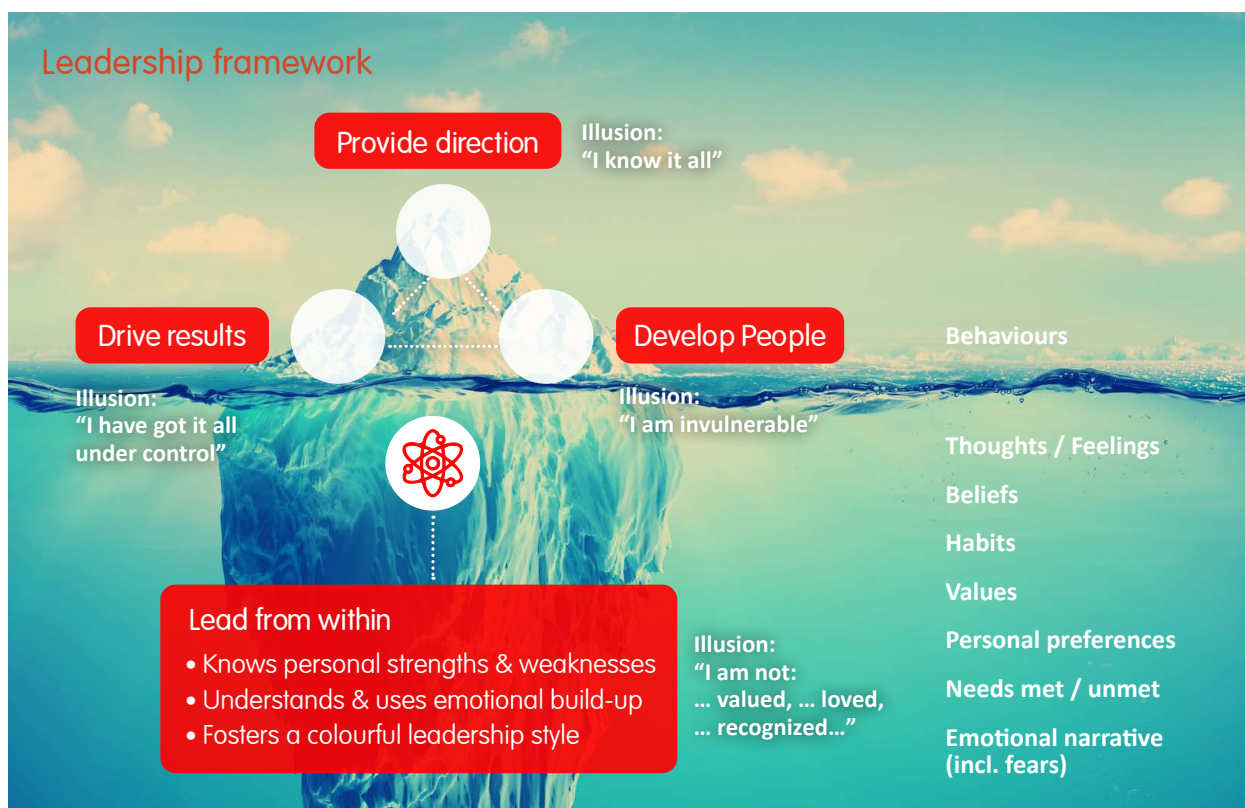 Leadership framework
Provide direction
Illusion:
“I know it all”
Drive results
Illusion:
“I have got it all
under control”
Develop People
Illusion:
“I am invulnerable”
Lead from within
• Knows personal strengths & weaknesses
• Understands & uses emotional build-up
• Fosters a colourful leadership style
Illusion:
“I am not:
... valued, ... loved,
... recognized...”
Behaviours
Thoughts / Feelings
Beliefs
Habits
Values
Personal preferences
Needs met / unmet
Emotional narrative
(incl. fears)